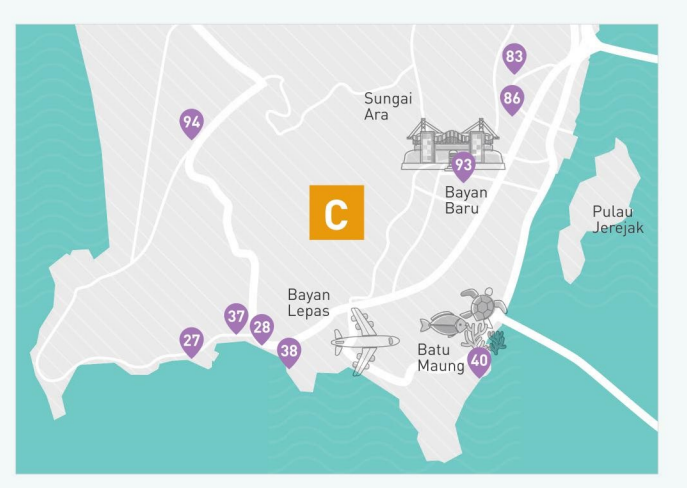 83
86
Sungai
Ara
94
93
Bayan
Baru
C
Pulau
Jerejak
Bayan
Lepas
37
28
27
38
Batu
Maung
40